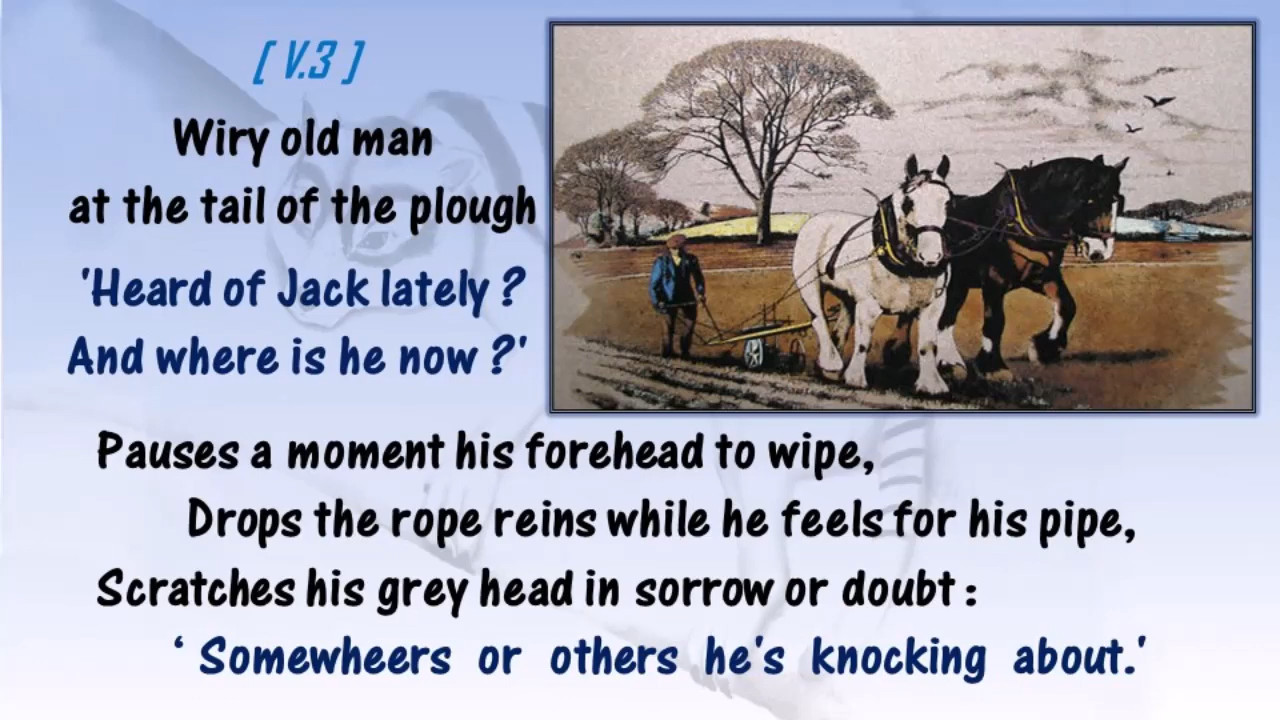 [ V.3 ]
Wiry old man
at the tail of the plough
'Heard of Jack lately ?
And where is he now ?'
Pauses a moment his forehead to wipe,
Drops the rope reins while he feels for his pipe,
Scratches his grey head in sorrow or doubt :
‘ Somewheers or others he's knocking about.'